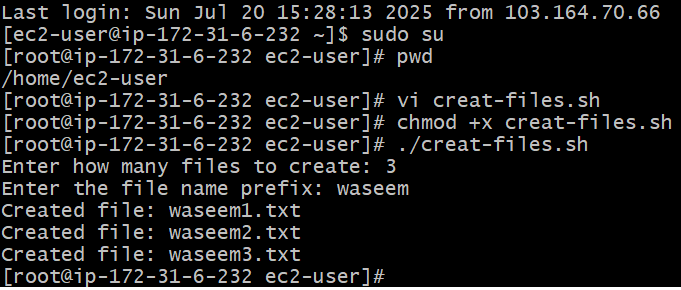 Last login: Sun Jul 20 15:28:13 2025 from 103.164.70.66
[ec2-user@ip-172-31-6-232 ~]$ sudo su
[root@ip-172-31-6-232 ec2-user]# pwd
/home/ec2-user
[root@ip-172-31-6-232 ec2-user]# vi creat-files.sh
[root@ip-172-31-6-232 ec2-user]# chmod +x creat-files.sh
[root@ip-172-31-6-232 ec2-user]# ./creat-files.sh
Enter how many files to create: 3
Enter the file name prefix: waseem
Created file: waseem1.txt
Created file: waseem2.txt
Created file: waseem3.txt
[root@ip-172-31-6-232 ec2-user]#